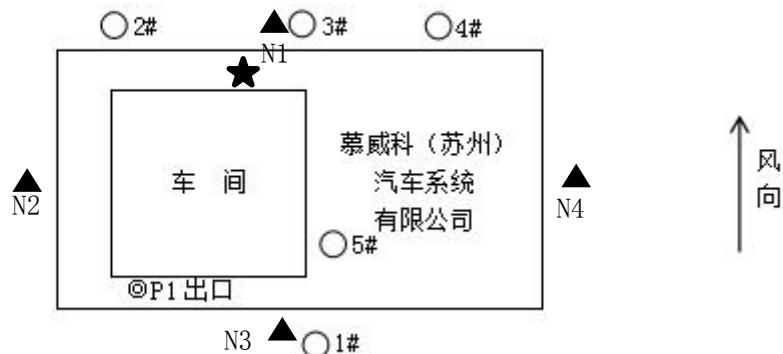 2#
3#
4#
N1
慕威科（苏州）
汽车系统
有限公司
车 间
风向
N2
N4
5#
◎P1出口
N3
1#